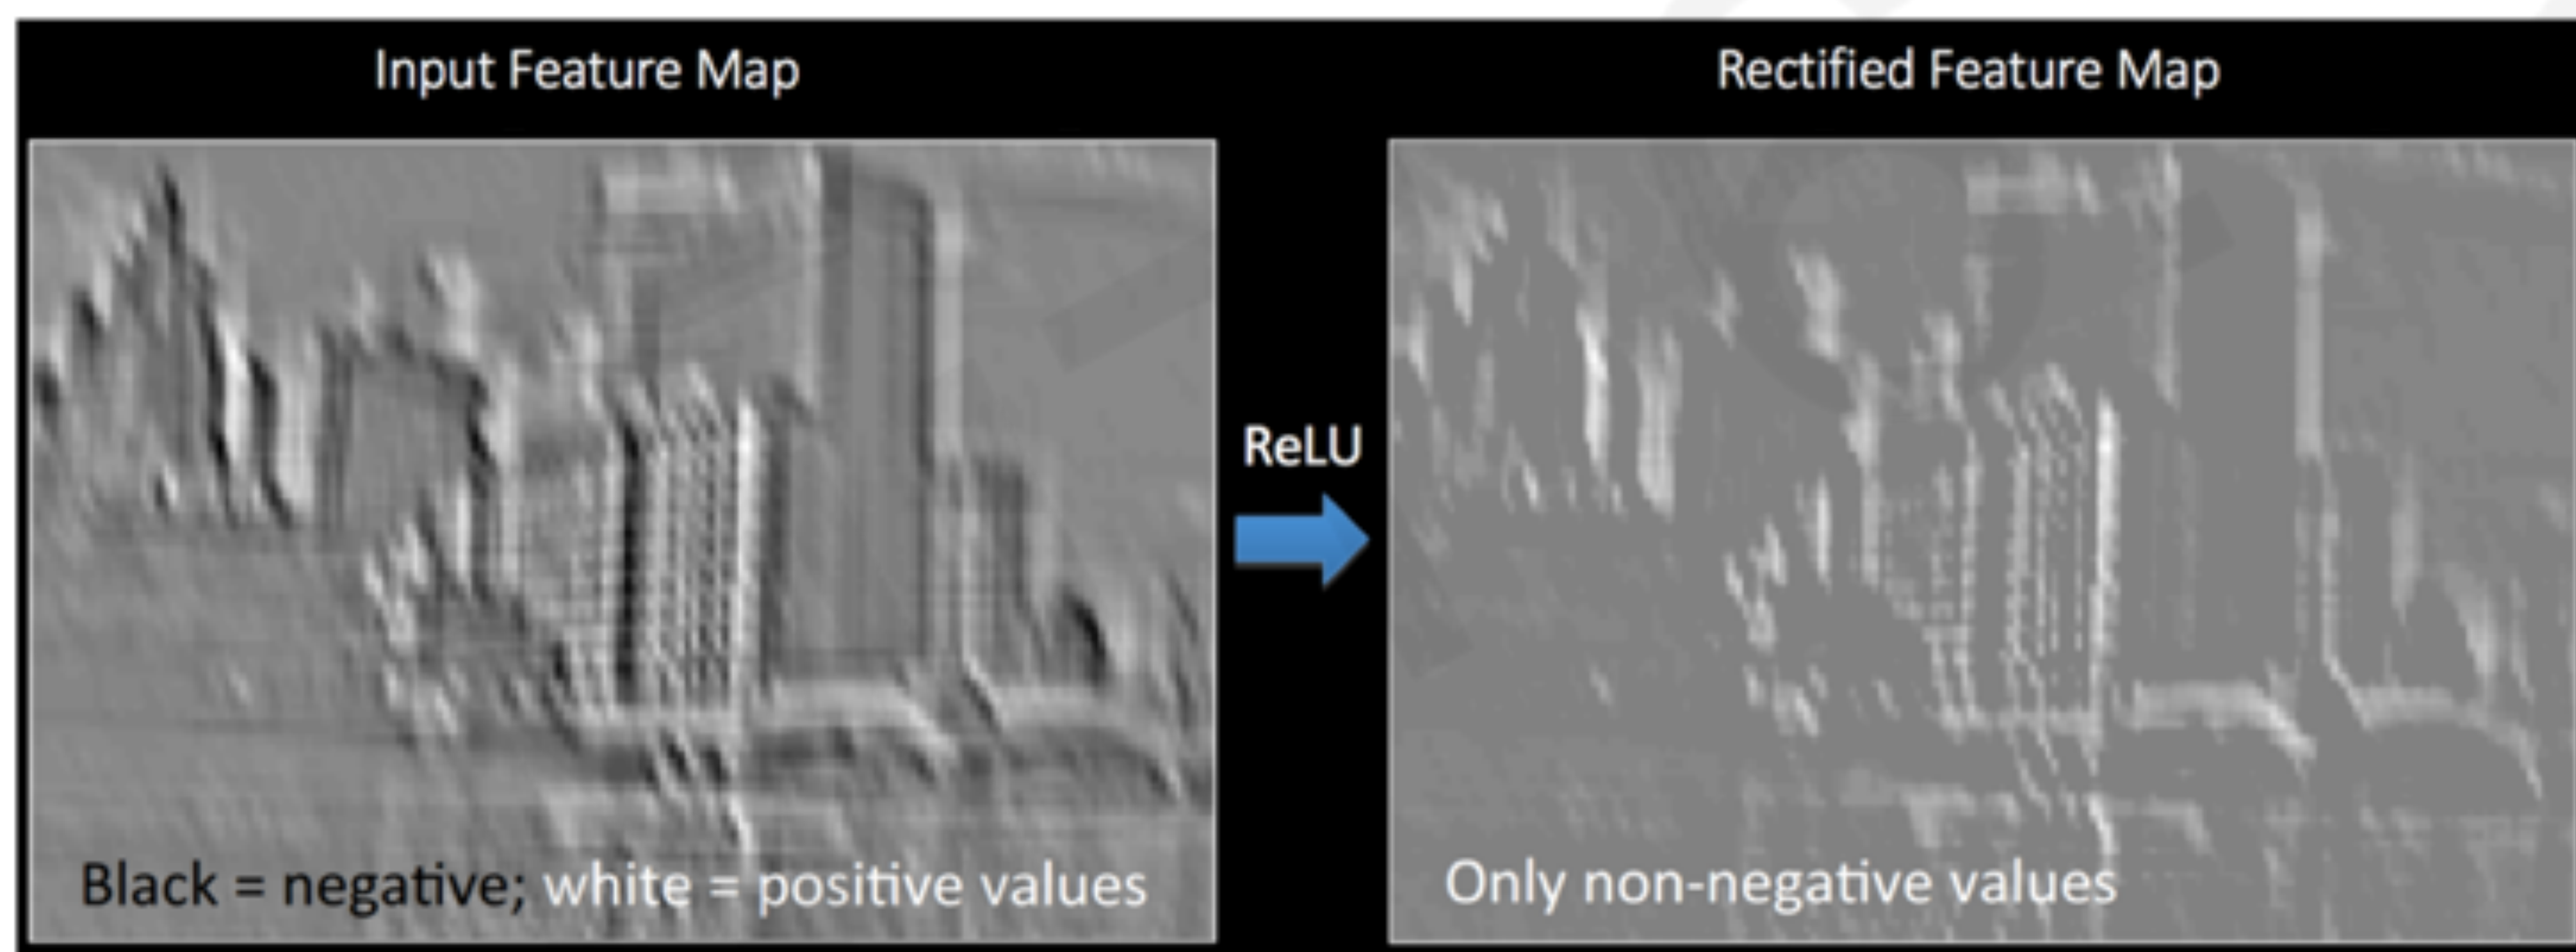 Input Feature Map
Rectified Feature Map
ReLU
Black = negative; white = positive values
Only non-negative values